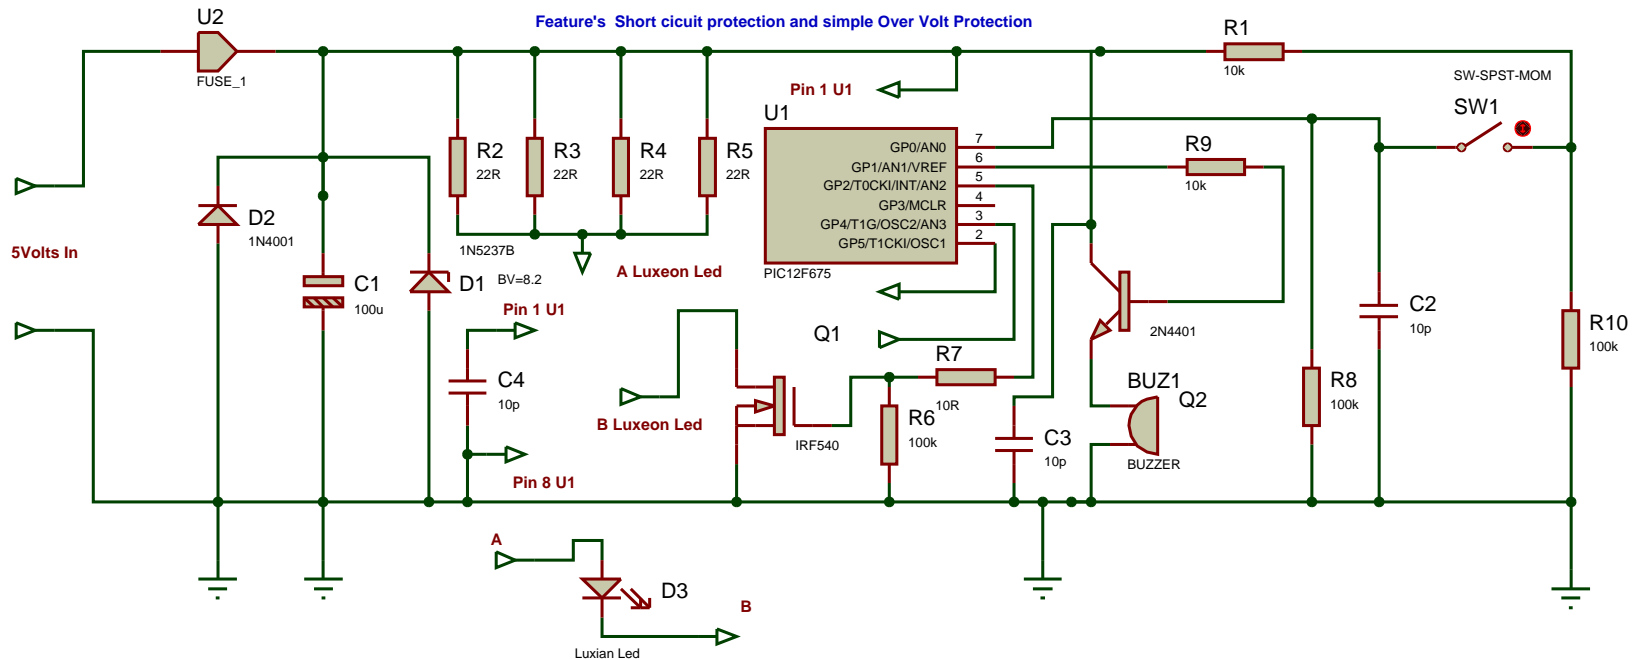 Feature's Short cicuit protection and simple Over Volt Protection
U2
FUSE_1
R1
10k
SW-SPST-MOM
SW1
Pin 1 U1
U1
GP0/AN0
7
GP1/AN1/VREF
6
GP2/T0CKI/INT/AN2
5
GP3/MCLR
4
GP4/T1G/OSC2/AN3
3
GP5/T1CKI/OSC1
2
PIC12F675
R9
10k
R2
22R
R3
22R
R4
22R
R5
22R
5Volts In
D2
1N4001
1N5237B
D1
BV=8.2
A Luxeon Led
C1
100u
Pin 1 U1
C4
10p
Pin 8 U1
Q1
B Luxeon Led
IRF540
R7
10R
R6
100k
C3
10p
2N4401
BUZ1
Q2
BUZZER
C2
10p
R8
100k
R10
100k
A
D3
B
Luxian Led